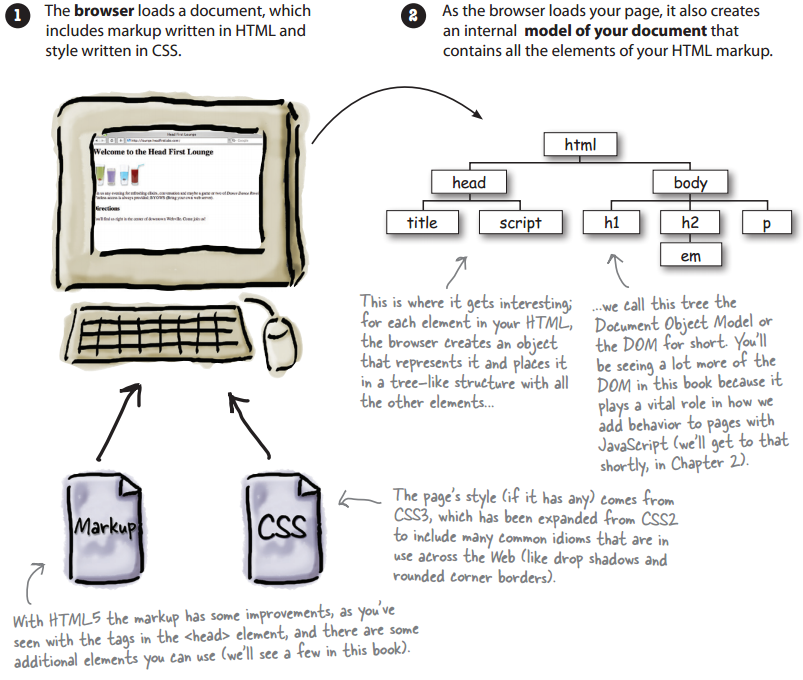 1 The browser loads a document, which
includes markup written in HTML and
style written in CSS.
2 As the browser loads your page, it also creates
an internal model of your document that
contains all the elements of your HTML markup.
Head First Lounge
Welcome to the Head First Lounge
Directions
html
head
body
title
script
h1
h2
p
em
This is where it gets interesting;
for each element in your HTML,
the browser creates an object
that represents it and places it
in a tree-like structure with all
the other elements...
...we call this tree the
Document Object Model or
the DOM for short. You'll
be seeing a lot more of the
DOM in this book because it
plays a vital role in how we
add behavior to pages with
JavaScript (we'll get to that
shortly, in Chapter 2).
Markup
CSS
The page's style (if it has any) comes from
CSS3, which has been expanded from CSS2
to include many common idioms that are in
use across the Web (like drop shadows and
rounded corner borders).
With HTML5 the markup has some improvements, as you've
seen with the tags in the <head> element, and there are some
additional elements you can use (we'll see a few in this book).